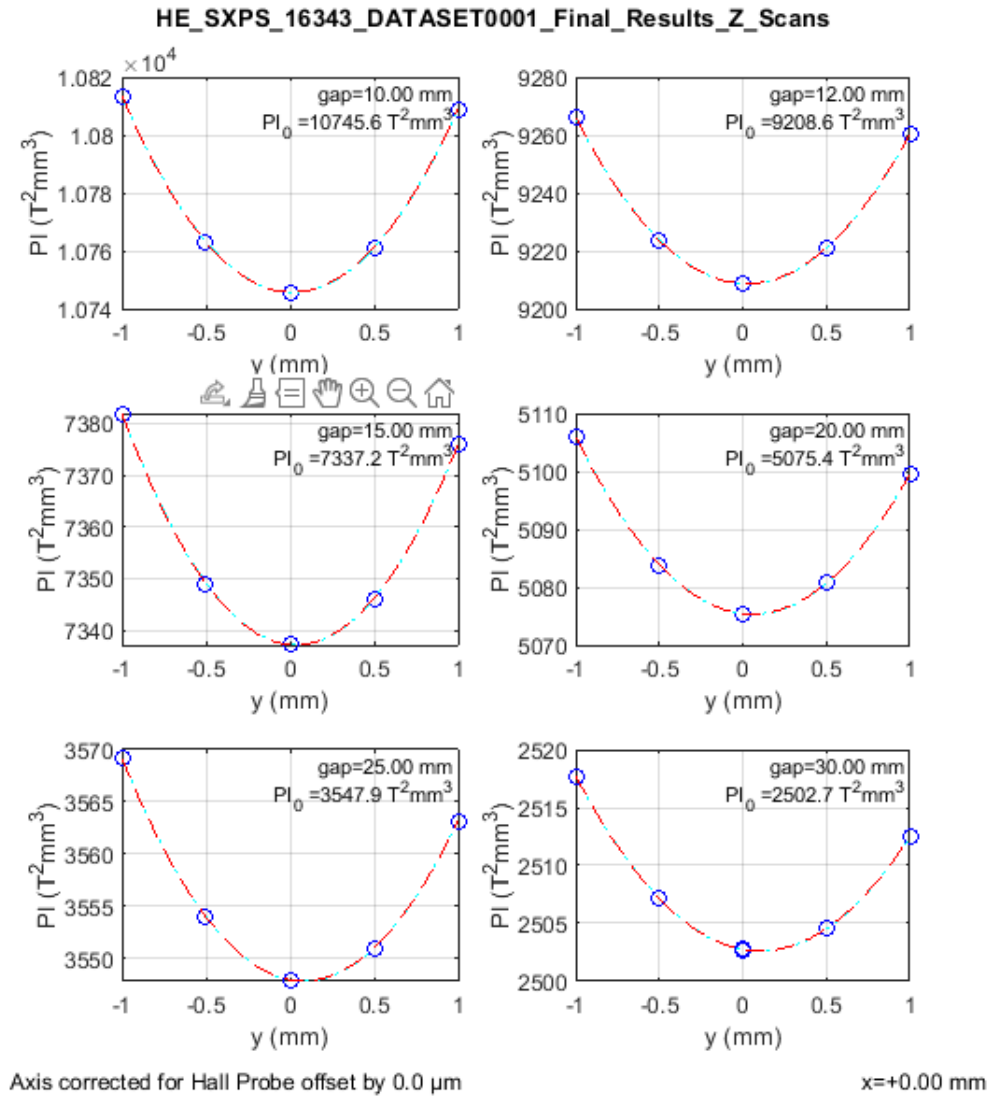 HE_SXPS_16343_DATASET0001_Final_Results_Z_Scans
×10⁴
gap=10.00 mm
PI₀ =10745.6 T²mm³
PI (T²mm³)
1.082
1.08
1.078
1.076
1.074
-1 -0.5 0 0.5 1
y (mm)
gap=12.00 mm
PI₀ =9208.6 T²mm³
PI (T²mm³)
9280
9260
9240
9220
9200
-1 -0.5 0 0.5 1
y (mm)
gap=15.00 mm
PI₀ =7337.2 T²mm³
PI (T²mm³)
7380
7370
7360
7350
7340
-1 -0.5 0 0.5 1
y (mm)
gap=20.00 mm
PI₀ =5075.4 T²mm³
PI (T²mm³)
5110
5100
5090
5080
5070
-1 -0.5 0 0.5 1
y (mm)
gap=25.00 mm
PI₀ =3547.9 T²mm³
PI (T²mm³)
3570
3565
3560
3555
3550
-1 -0.5 0 0.5 1
y (mm)
gap=30.00 mm
PI₀ =2502.7 T²mm³
PI (T²mm³)
2520
2515
2510
2505
2500
-1 -0.5 0 0.5 1
y (mm)
Axis corrected for Hall Probe offset by 0.0 µm
x=+0.00 mm